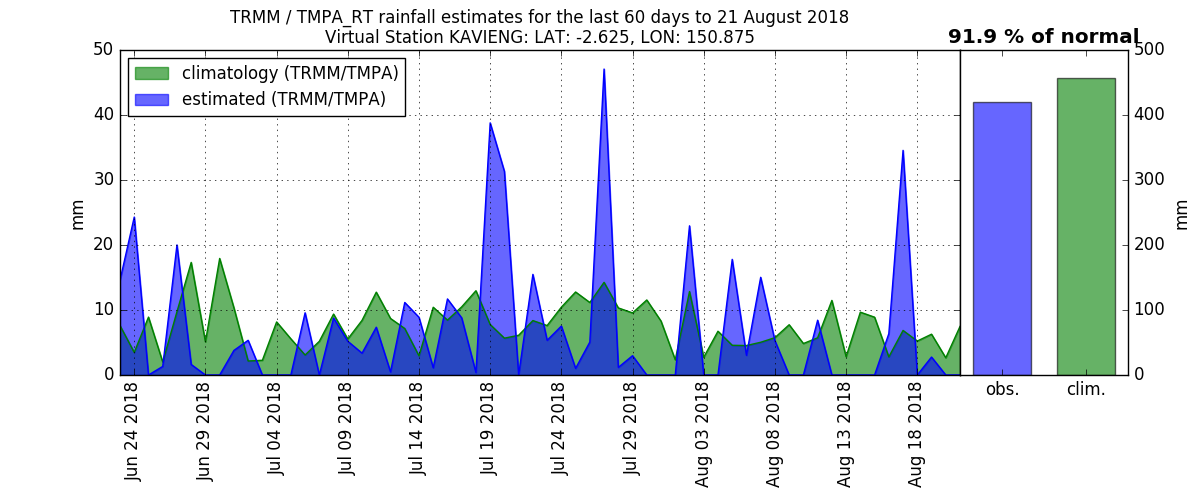 TRMM / TMPA_RT rainfall estimates for the last 60 days to 21 August 2018
Virtual Station KAVIENG: LAT: -2.625, LON: 150.875
91.9 % of normal
climatology (TRMM/TMPA)
estimated (TRMM/TMPA)
50
40
30
20
10
0
mm
Jun 24 2018
Jun 29 2018
Jul 04 2018
Jul 09 2018
Jul 14 2018
Jul 19 2018
Jul 24 2018
Jul 29 2018
Aug 03 2018
Aug 08 2018
Aug 13 2018
Aug 18 2018
obs.
clim.
500
400
300
200
100
0
mm